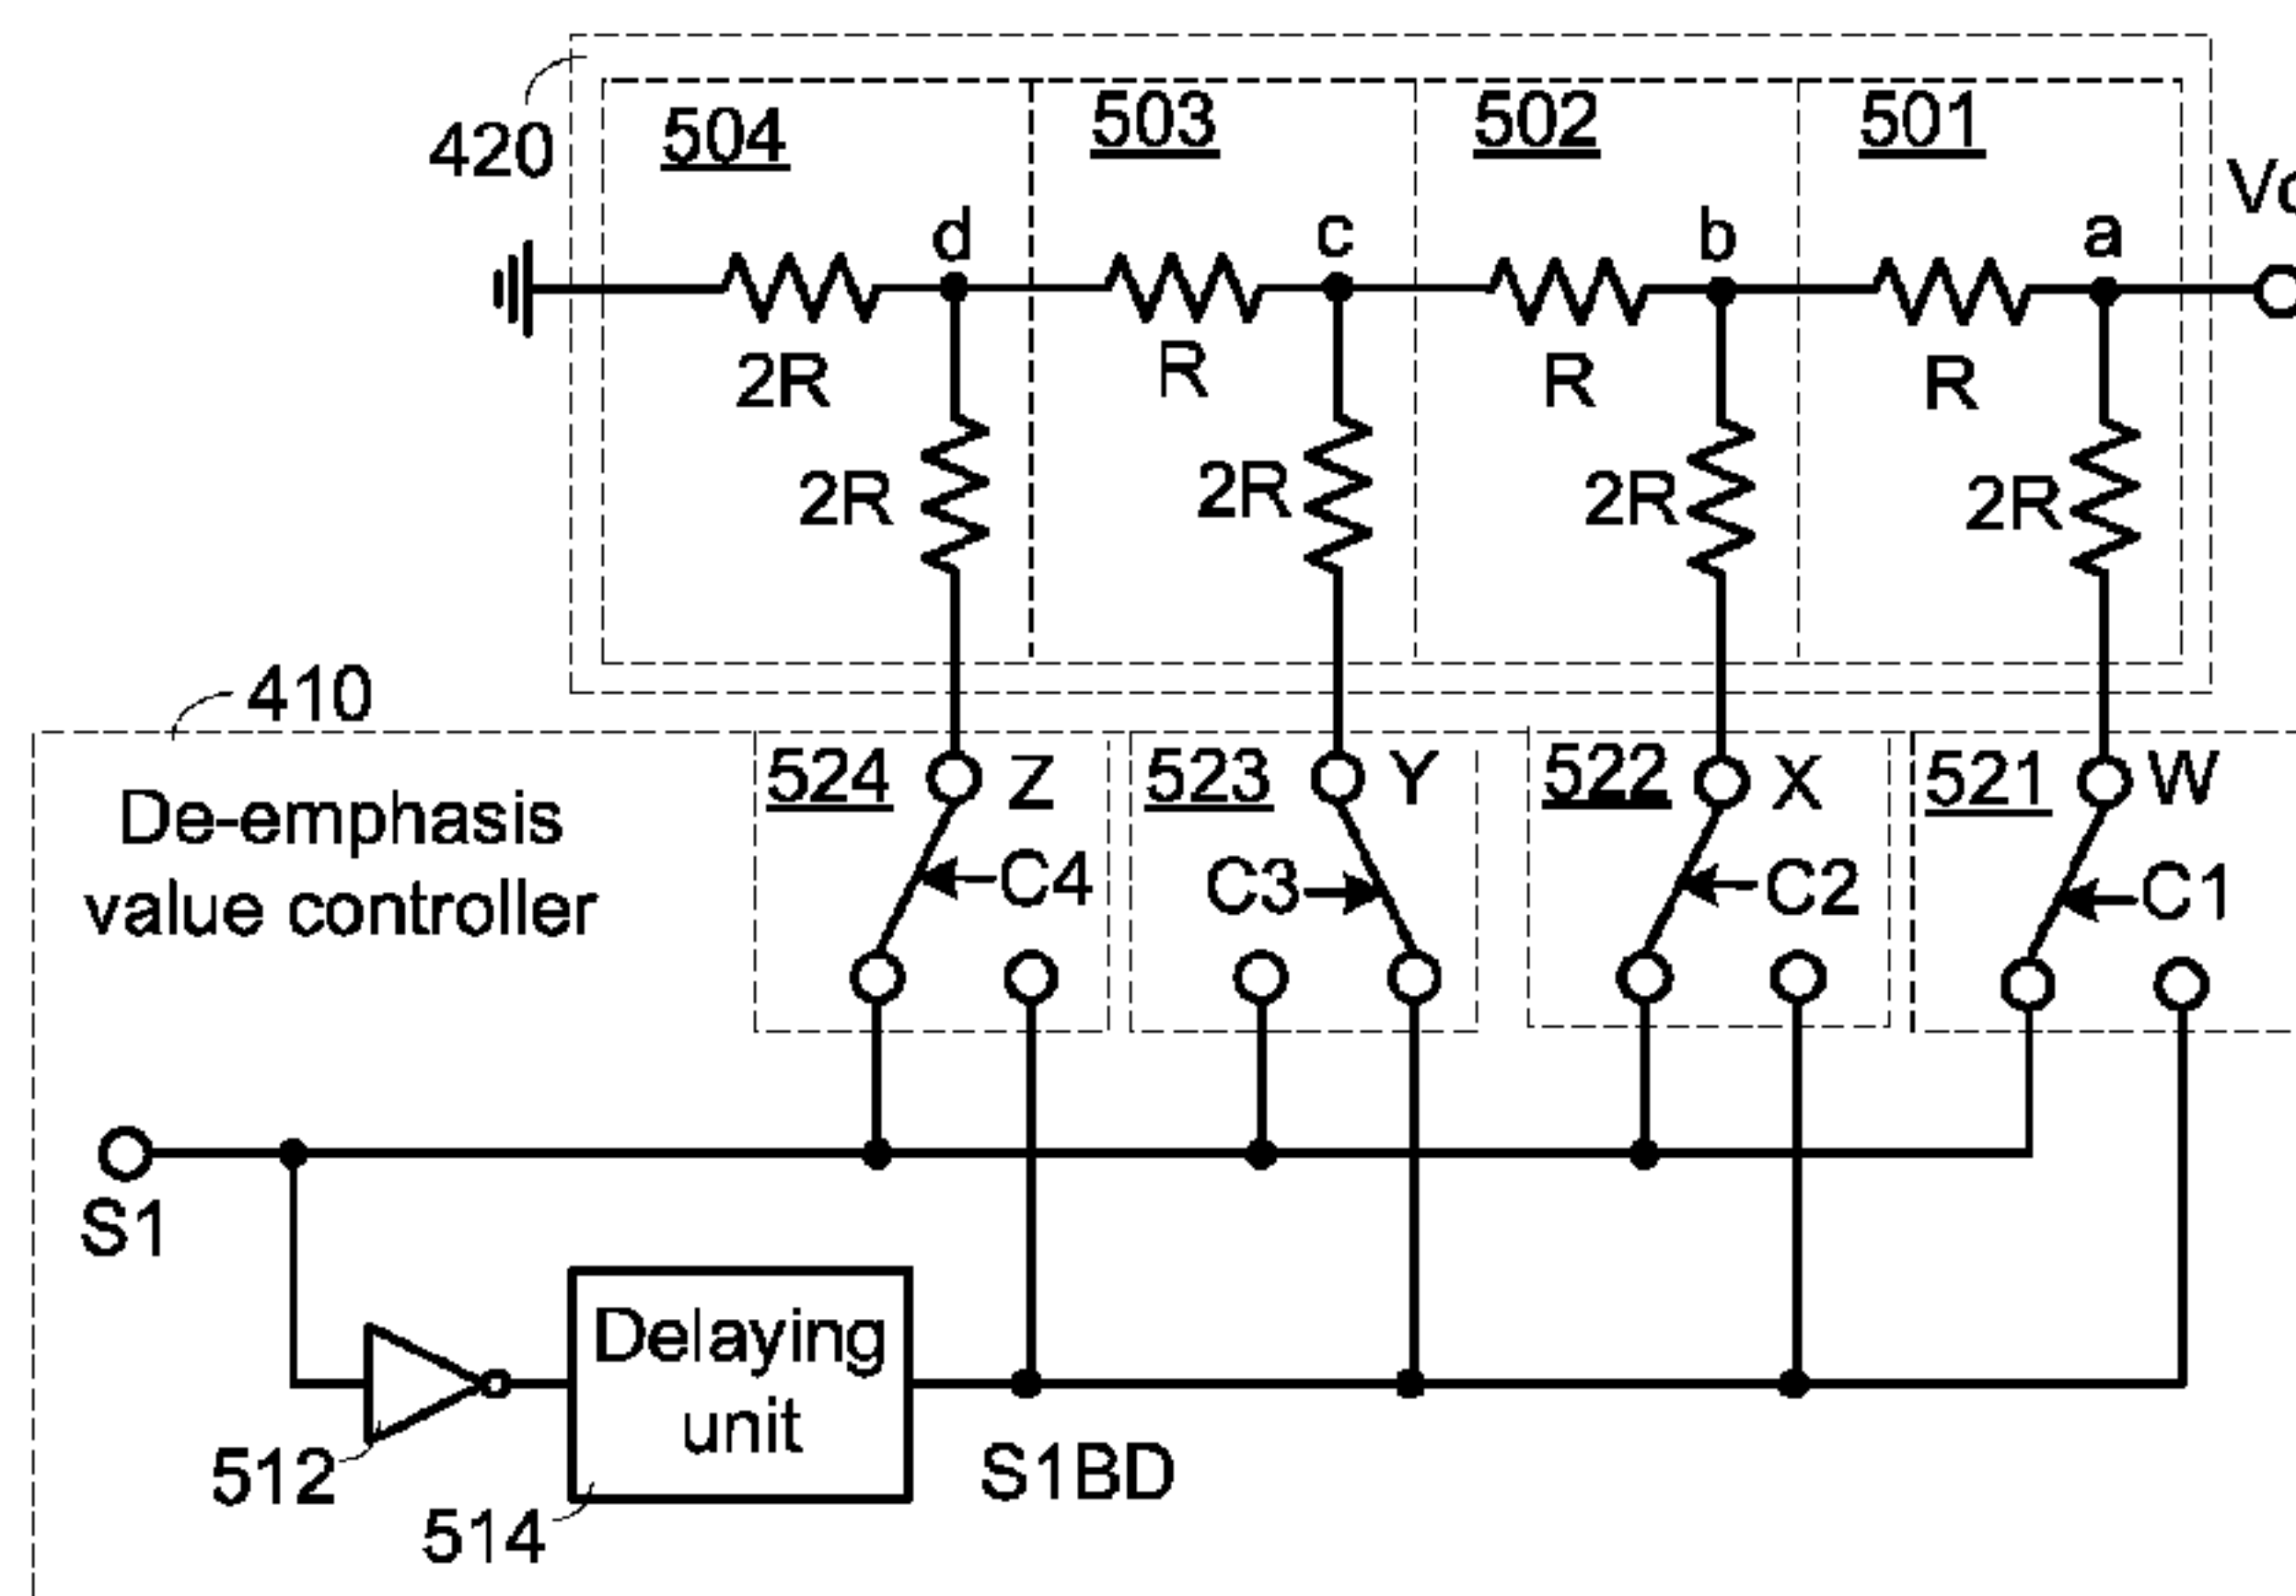 420
504
503
502
501
d
c
b
a
2R
R
R
R
2R
2R
2R
2R
410
De-emphasis
value controller
524
Z
523
Y
522
X
521
W
C4
C3
C2
C1
S1
Delaying
unit
S1BD
512
514